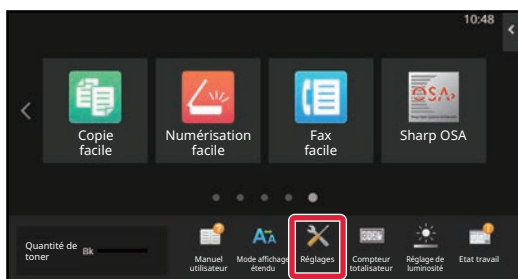 10:48
Copie
facile
Numérisation
facile
Fax
facile
Sharp OSA
Quantité de
toner
Bk
Manuel
utilisateur
Mode affichage
étendu
Réglages
Compteur
totalisateur
Réglage de
luminosité
Etat travail